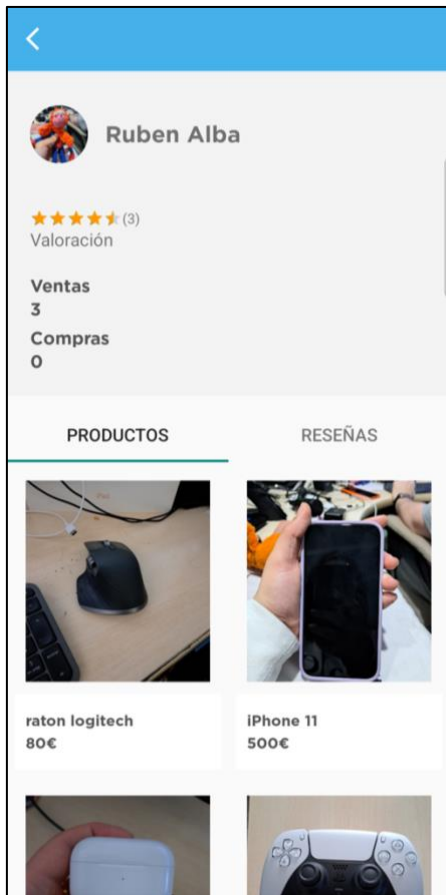 Ruben Alba
(3)
Valoración
Ventas
3
Compras
0
PRODUCTOS
RESEÑAS
raton logitech
80€
iPhone 11
500€